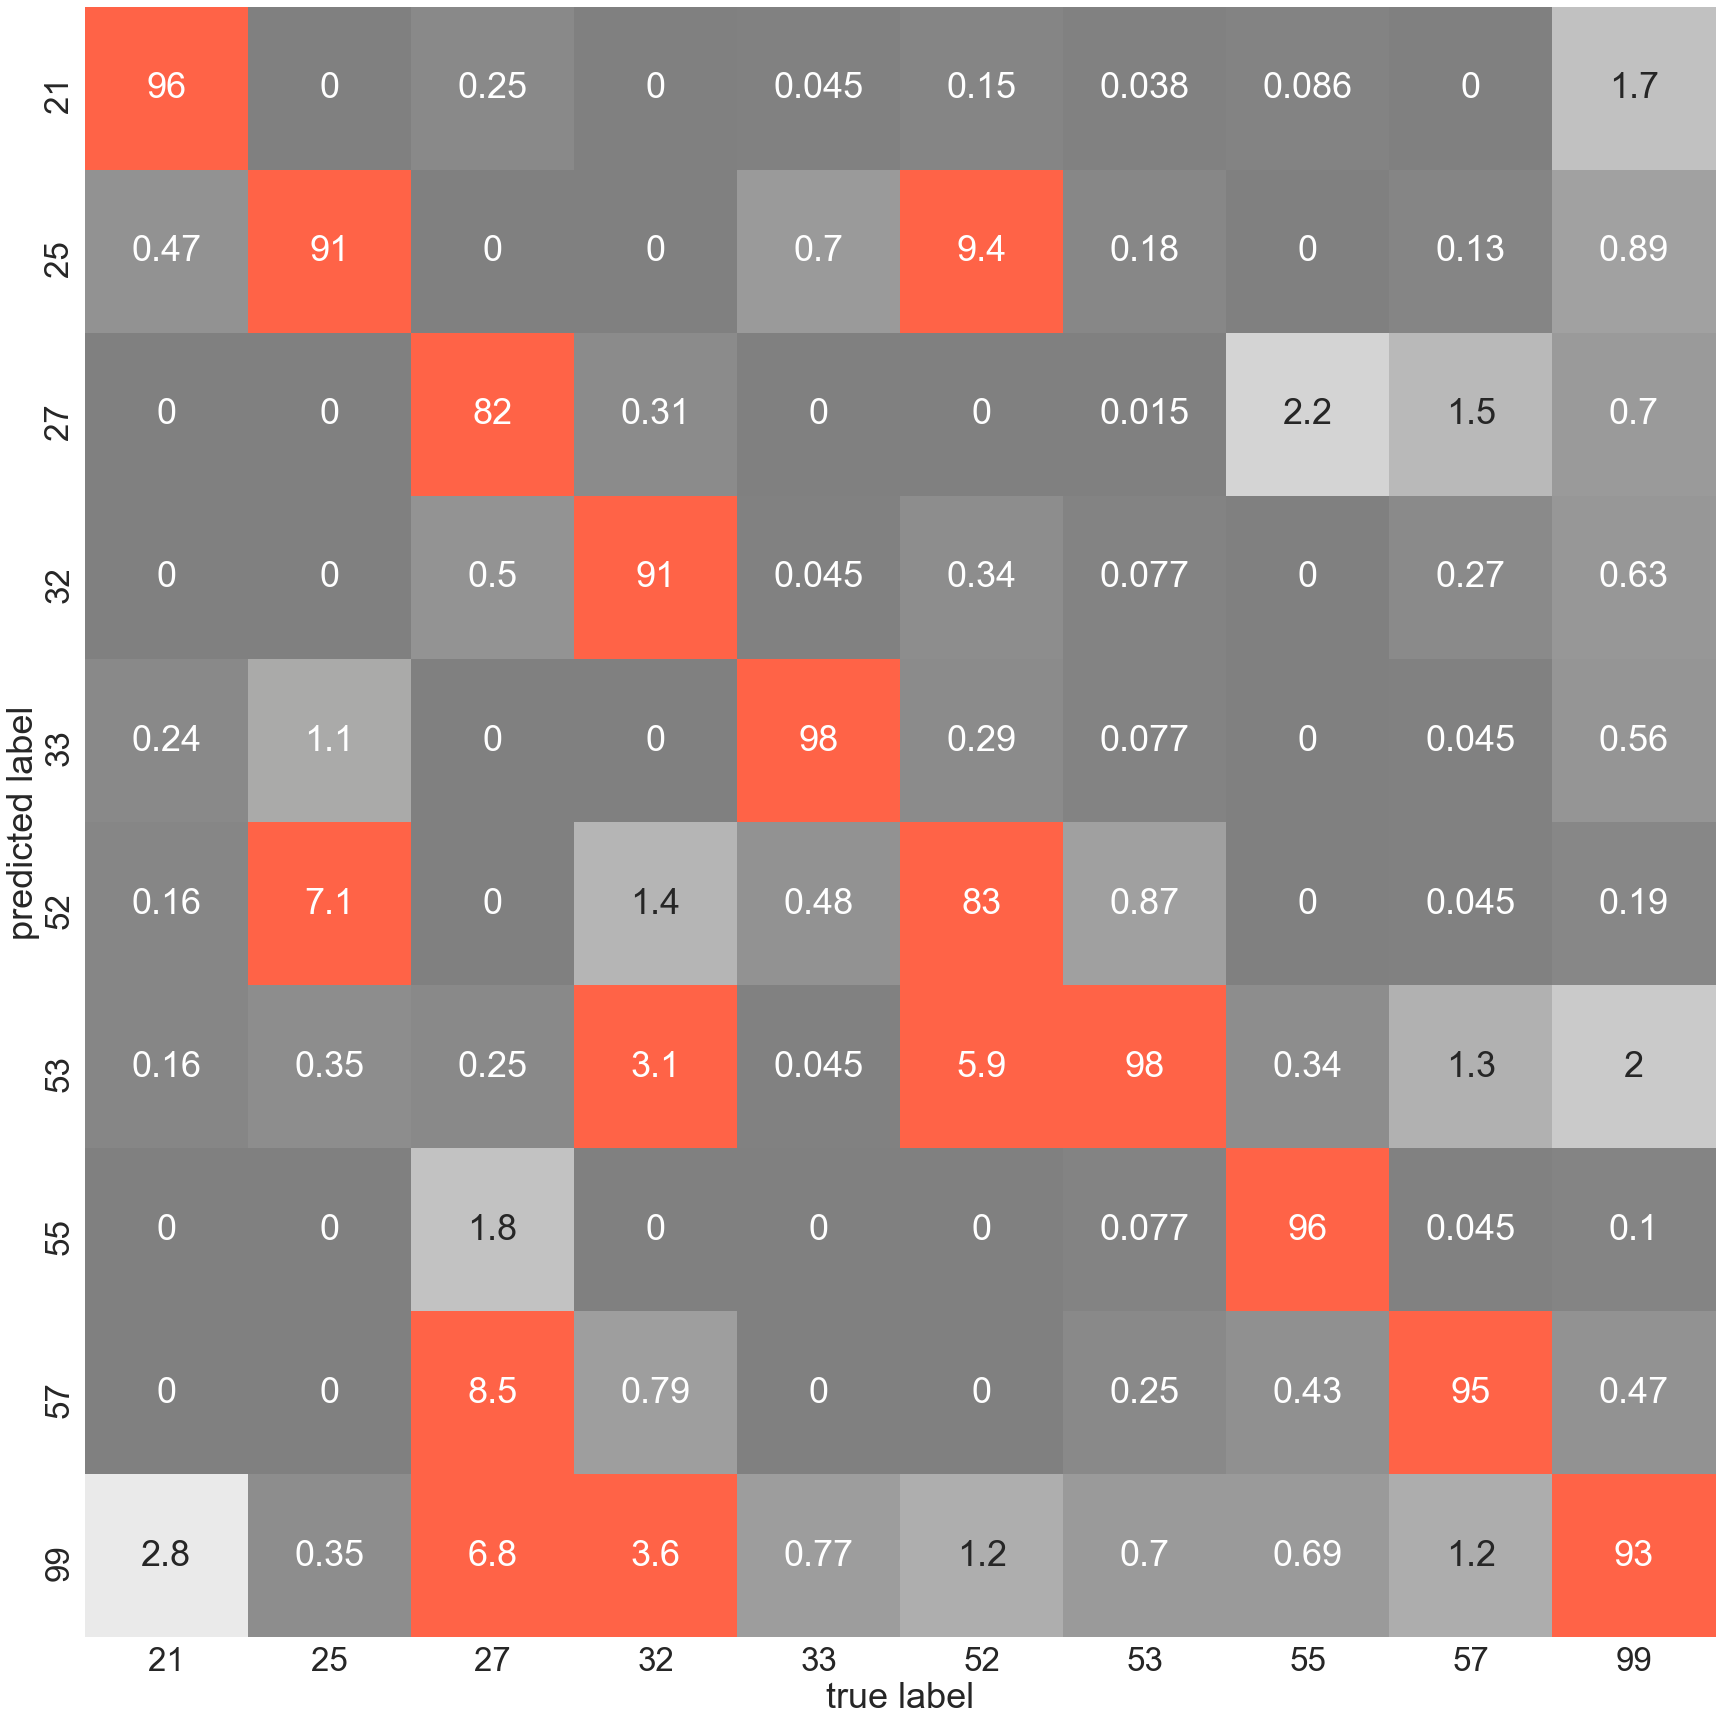 21 96 0 0.25 0 0.045 0.15 0.038 0.086 0 1.7
25 0.47 91 0 0 0.7 9.4 0.18 0 0.13 0.89
27 0 0 82 0.31 0 0 0.015 2.2 1.5 0.7
32 0 0 0.5 91 0.045 0.34 0.077 0 0.27 0.63
33 0.24 1.1 0 0 98 0.29 0.077 0 0.045 0.56
predicted label
52 0.16 7.1 0 1.4 0.48 83 0.87 0 0.045 0.19
53 0.16 0.35 0.25 3.1 0.045 5.9 98 0.34 1.3 2
55 0 0 1.8 0 0 0 0.077 96 0.045 0.1
57 0 0 8.5 0.79 0 0 0.25 0.43 95 0.47
99 2.8 0.35 6.8 3.6 0.77 1.2 0.7 0.69 1.2 93
21 25 27 32 33 52 53 55 57 99
true label